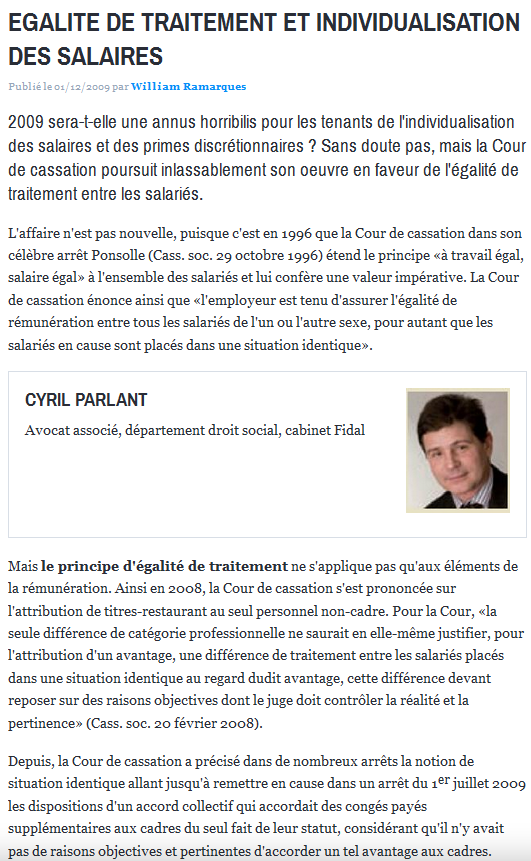 EGALITE DE TRAITEMENT ET INDIVIDUALISATION
DES SALAIRES
Publié le 01/12/2009 par William Ramarques
2009 sera-t-elle une annus horribilis pour les tenants de l'individualisation
des salaires et des primes discrétionnaires ? Sans doute pas, mais la Cour
de cassation poursuit inlassablement son oeuvre en faveur de l'égalité de
traitement entre les salariés.
L'affaire n'est pas nouvelle, puisque c'est en 1996 que la Cour de cassation dans son
célèbre arrêt Ponsolle (Cass. soc. 29 octobre 1996) étend le principe «à travail égal,
salaire égal» à l'ensemble des salariés et lui confère une valeur impérative. La Cour
de cassation énonce ainsi que «l'employeur est tenu d'assurer l'égalité de
rémunération entre tous les salariés de l'un ou l'autre sexe, pour autant que les
salariés en cause sont placés dans une situation identique».
CYRIL PARLANT
Avocat associé, département droit social, cabinet Fidal
Mais le principe d'égalité de traitement ne s'applique pas qu'aux éléments de
la rémunération. Ainsi en 2008, la Cour de cassation s'est prononcée sur
l'attribution de titres-restaurant au seul personnel non-cadre. Pour la Cour, «la
seule différence de catégorie professionnelle ne saurait en elle-même justifier, pour
l'attribution d'un avantage, une différence de traitement entre les salariés placés
dans une situation identique au regard dudit avantage, cette différence devant
reposer sur des raisons objectives dont le juge doit contrôler la réalité et la
pertinence» (Cass. soc. 20 février 2008).
Depuis, la Cour de cassation a précisé dans de nombreux arrêts la notion de
situation identique allant jusqu'à remettre en cause dans un arrêt du 1er juillet 2009
les dispositions d'un accord collectif qui accordait des congés payés
supplémentaires aux cadres du seul fait de leur statut, considérant qu'il n'y avait
pas de raisons objectives et pertinentes d'accorder un tel avantage aux cadres.